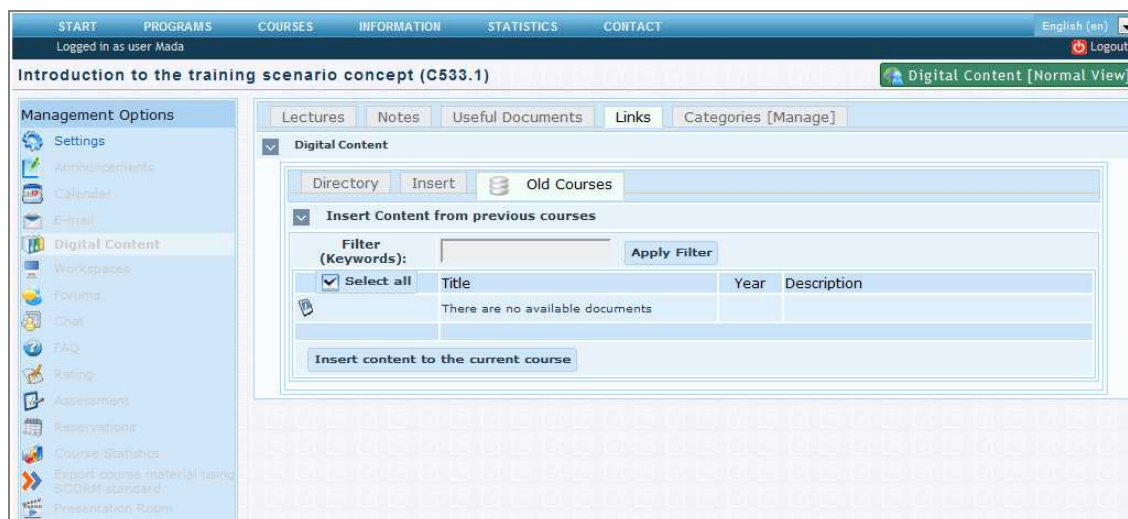 START PROGRAMS COURSES INFORMATION STATISTICS CONTACT English (en)
Logged in as user Mada Logout
Introduction to the training scenario concept (C533.1) Digital Content [Normal View]
Management Options
Settings
Announcements
Calendar
E-mail
Digital Content
Workspaces
Forums
Chat
FAQ
Rating
Assessment
Reservations
Course Statistics
Export course material using
SCORM standard
Presentation Room
Lectures Notes Useful Documents Links Categories [Manage]
Digital Content
Directory Insert Old Courses
Insert Content from previous courses
Filter
(Keywords): Apply Filter
Select all Title Year Description
There are no available documents
Insert content to the current course